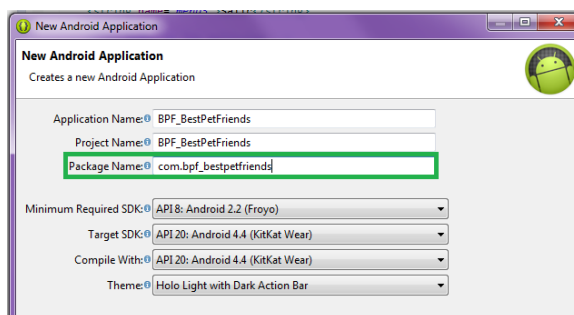 New Android Application
New Android Application
Creates a new Android Application
Application Name: BPF_BestPetFriends
Project Name: BPF_BestPetFriends
Package Name: com.bpf_bestpetfriends
Minimum Required SDK: API 8: Android 2.2 (Froyo)
Target SDK: API 20: Android 4.4 (KitKat Wear)
Compile With: API 20: Android 4.4 (KitKat Wear)
Theme: Holo Light with Dark Action Bar